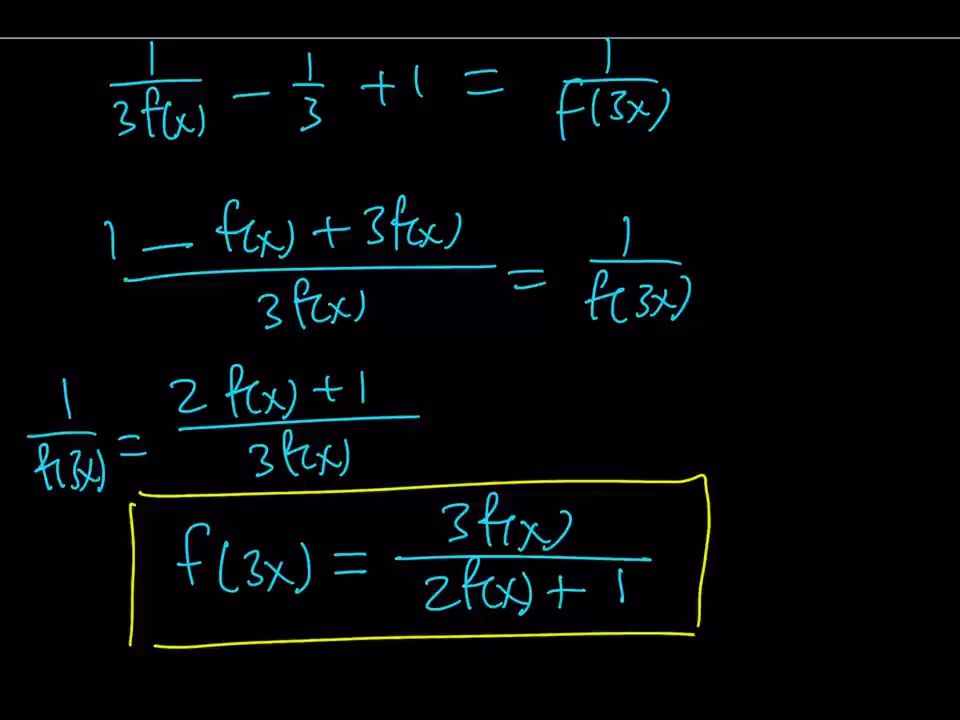 1/(3f(x)) − 1/3 + 1 = 1/(f(3x))
(1 − f(x) + 3f(x))/(3f(x)) = 1/(f(3x))
1/(f(3x)) = (2f(x) + 1)/(3f(x))
f(3x) = (3f(x))/(2f(x) + 1)